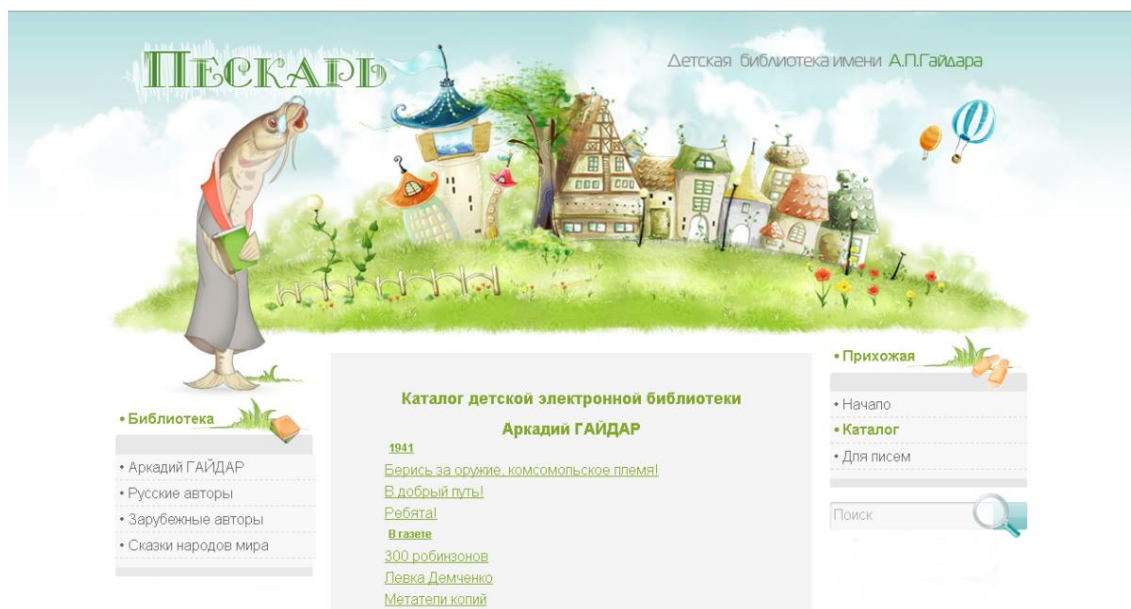 Пескарь
Детская библиотека имени А.П.Гайдара
• Библиотека
• Аркадий ГАЙДАР
• Русские авторы
• Зарубежные авторы
• Сказки народов мира
Каталог детской электронной библиотеки
Аркадий ГАЙДАР
1941
Берись за оружие, комсомольское племя!
В добрый путь!
Ребята!
В газете
300 робинзонов
Левка Демченко
Метатели копий
• Прихожая
• Начало
• Каталог
• Для писем
Поиск